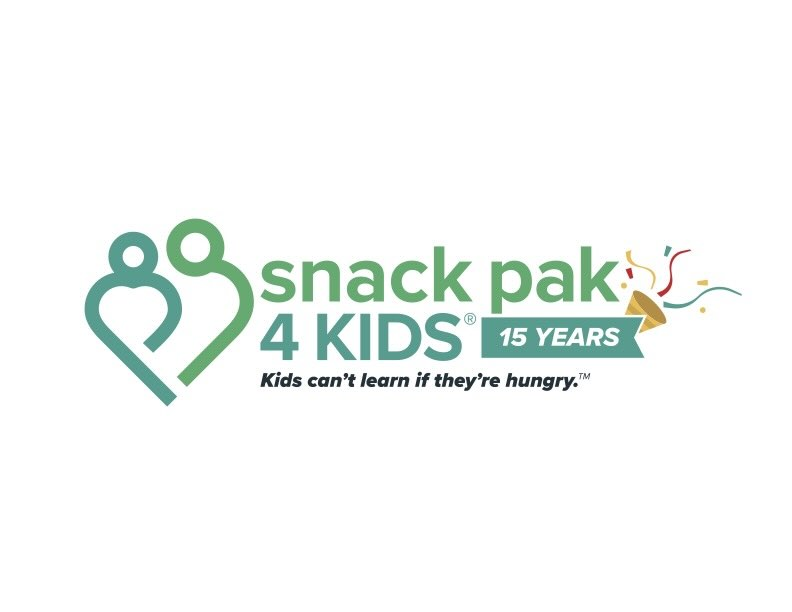 snack pak
4 KIDS®
15 YEARS
Kids can’t learn if they’re hungry.™